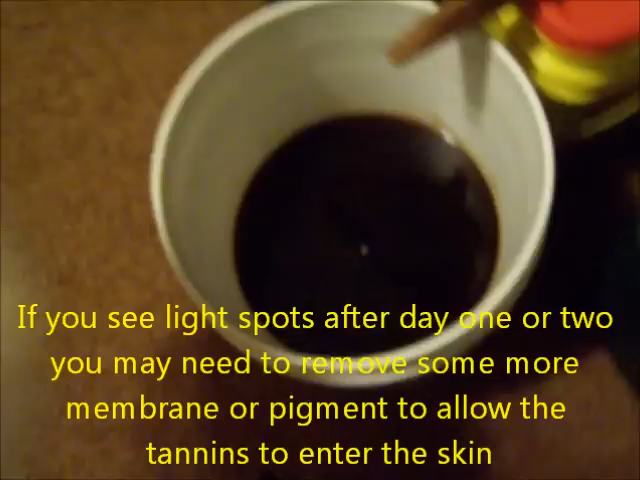 If you see light spots after day one or two
you may need to remove some more
membrane or pigment to allow the
tannins to enter the skin